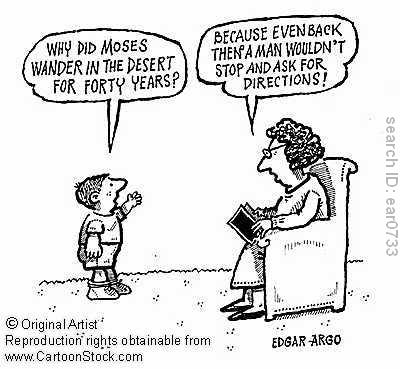 WHY DID MOSES
WANDER IN THE DESERT
FOR FORTY YEARS?
BECAUSE EVEN BACK
THEN A MAN WOULDN'T
STOP AND ASK FOR
DIRECTIONS!
search ID: ear0733
EDGAR ARGO
© Original Artist
Reproduction rights obtainable from
www.CartoonStock.com